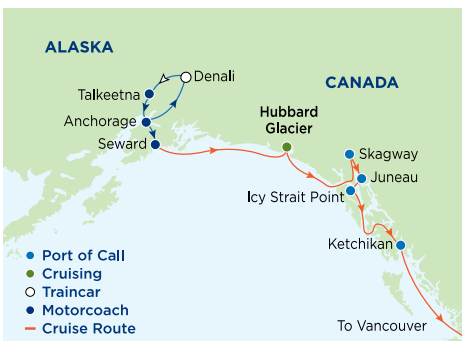 ALASKA
Denali
Talkeetna
CANADA
Anchorage
Hubbard
Glacier
Seward
Skagway
Juneau
Icy Strait Point
Ketchikan
Port of Call
Cruising
Traincar
Motorcoach
Cruise Route
To Vancouver